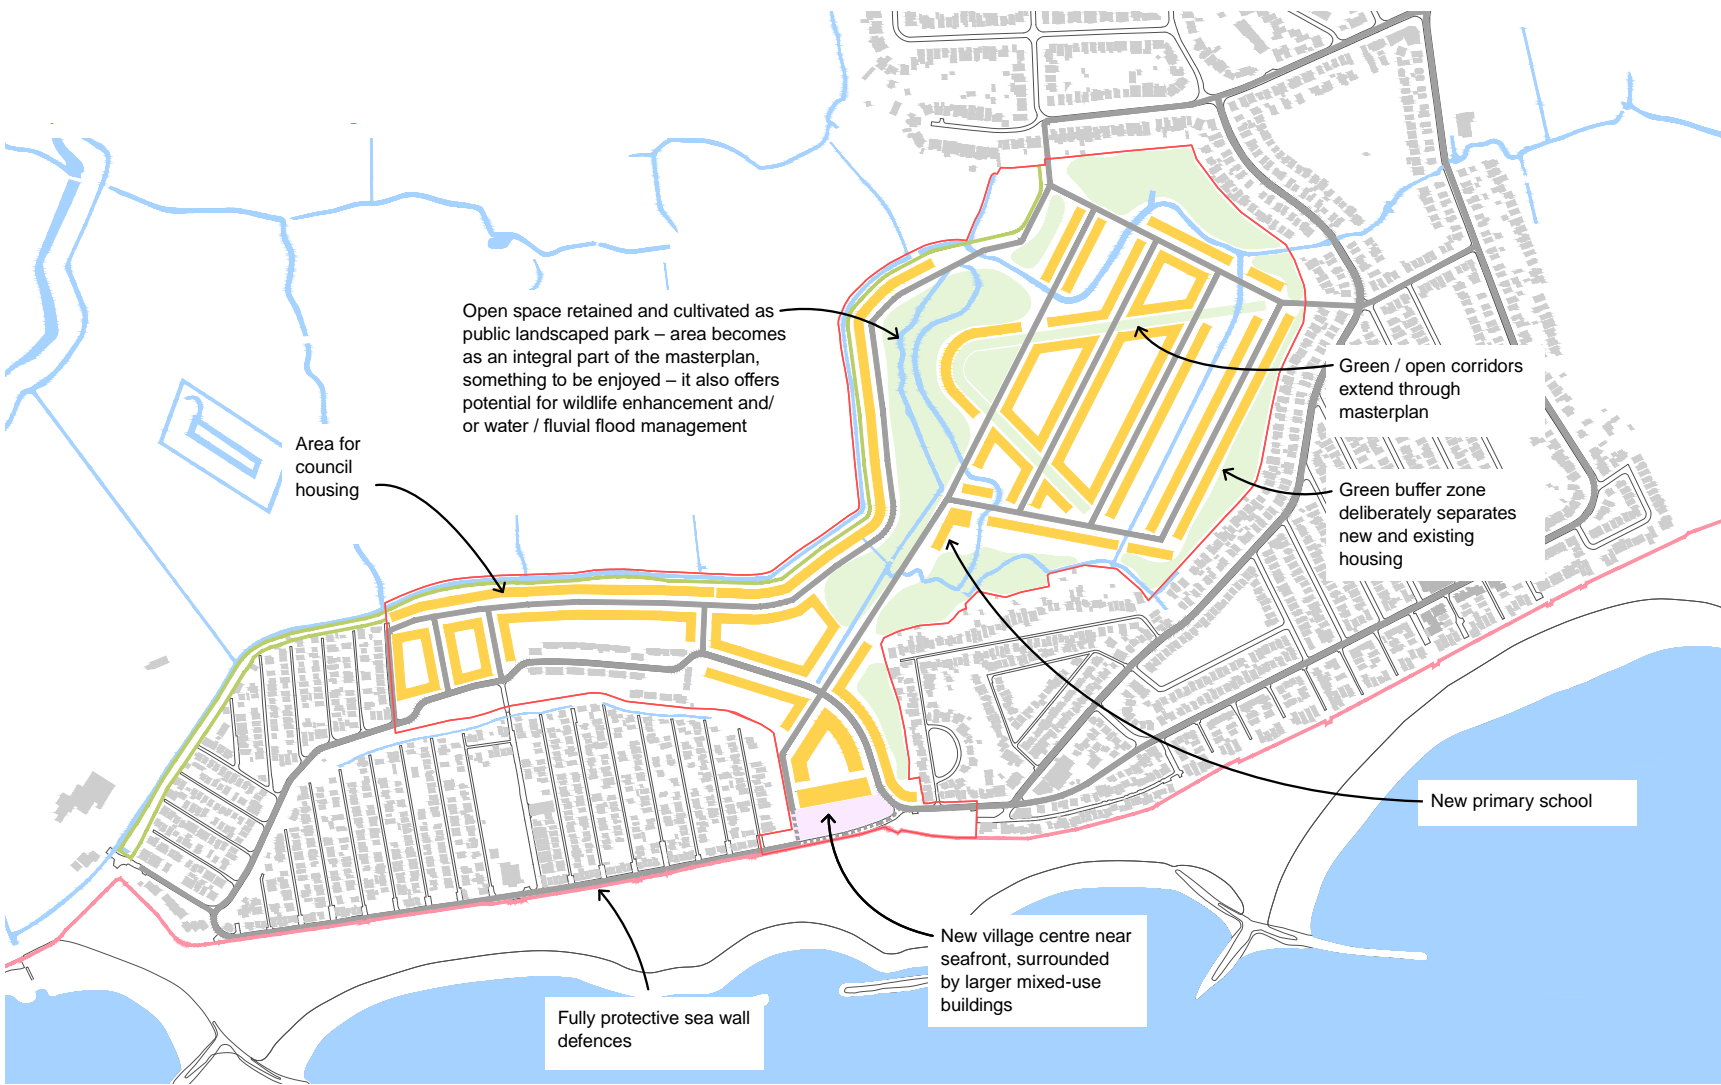 Open space retained and cultivated as
public landscaped park – area becomes
as an integral part of the masterplan,
something to be enjoyed – it also offers
potential for wildlife enhancement and/
or water / fluvial flood management
Area for
council
housing
Green / open corridors
extend through
masterplan
Green buffer zone
deliberately separates
new and existing
housing
New primary school
New village centre near
seafront, surrounded
by larger mixed-use
buildings
Fully protective sea wall
defences